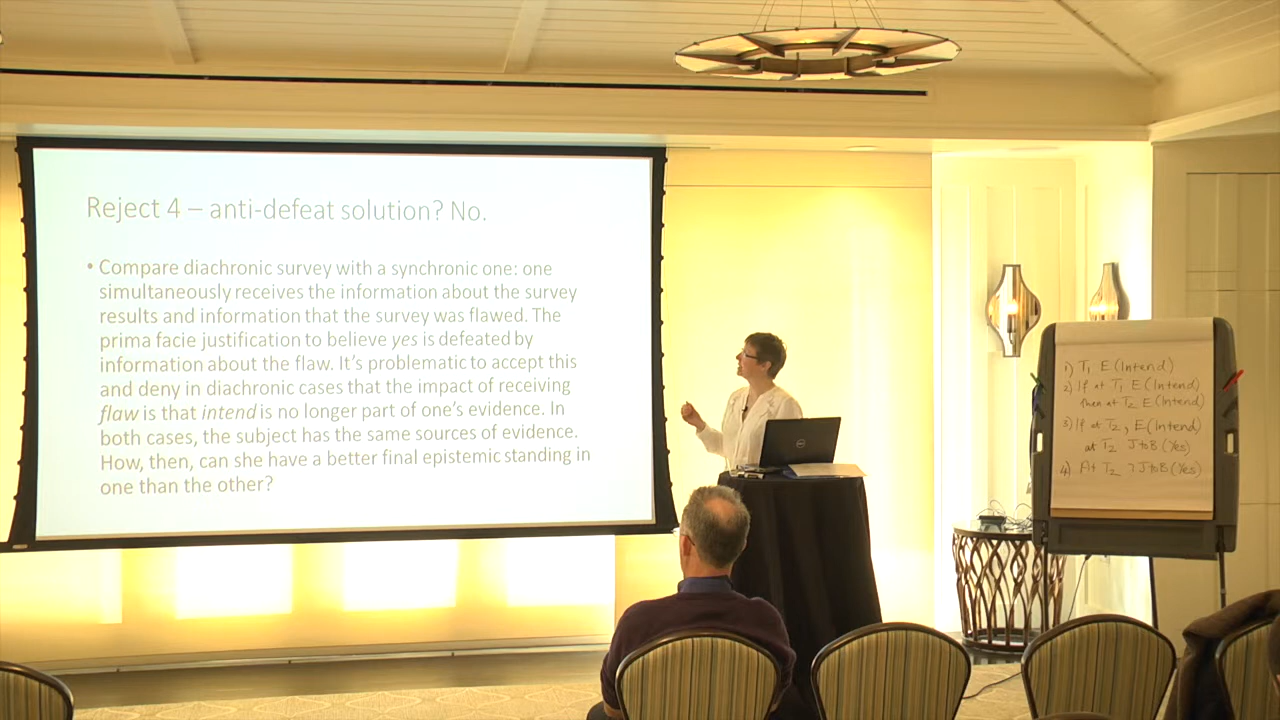 Reject 4 – anti-defeat solution? No.
• Compare diachronic survey with a synchronic one: one
simultaneously receives the information about the survey
results and information that the survey was flawed. The
prima facie justification to believe yes is defeated by
information about the flaw. It's problematic to accept this
and deny in diachronic cases that the impact of receiving
flaw is that intend is no longer part of one's evidence. In
both cases, the subject has the same sources of evidence.
How, then, can she have a better final epistemic standing in
one than the other?
1) T1 E(Intend)
2) If at T1 E(Intend)
then at T2 E(Intend)
3) If at T2, E(Intend)
at T2 JtoB(Yes)
4) At T2 ¬JtoB(Yes)
DELL